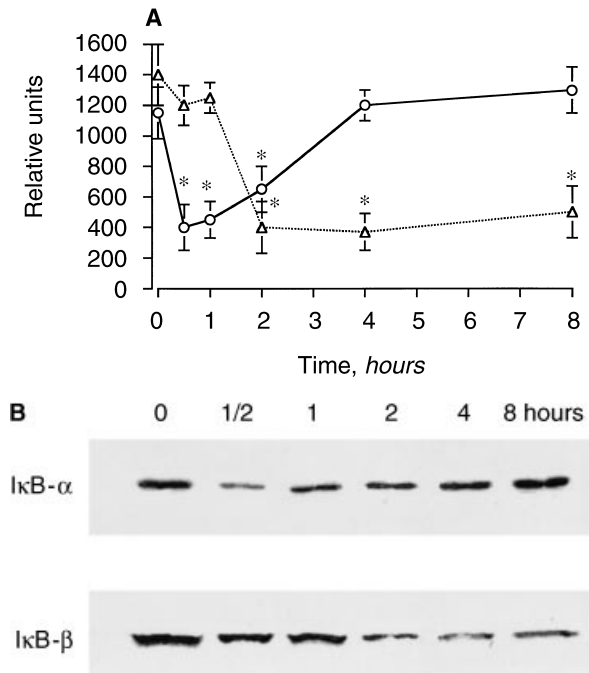 A
1600
1400
1200
1000
800
600
400
200
0
Relative units
* * * * * *
0 1 2 3 4 5 6 7 8
Time, hours
B 0 1/2 1 2 4 8 hours
IκB-α
IκB-β